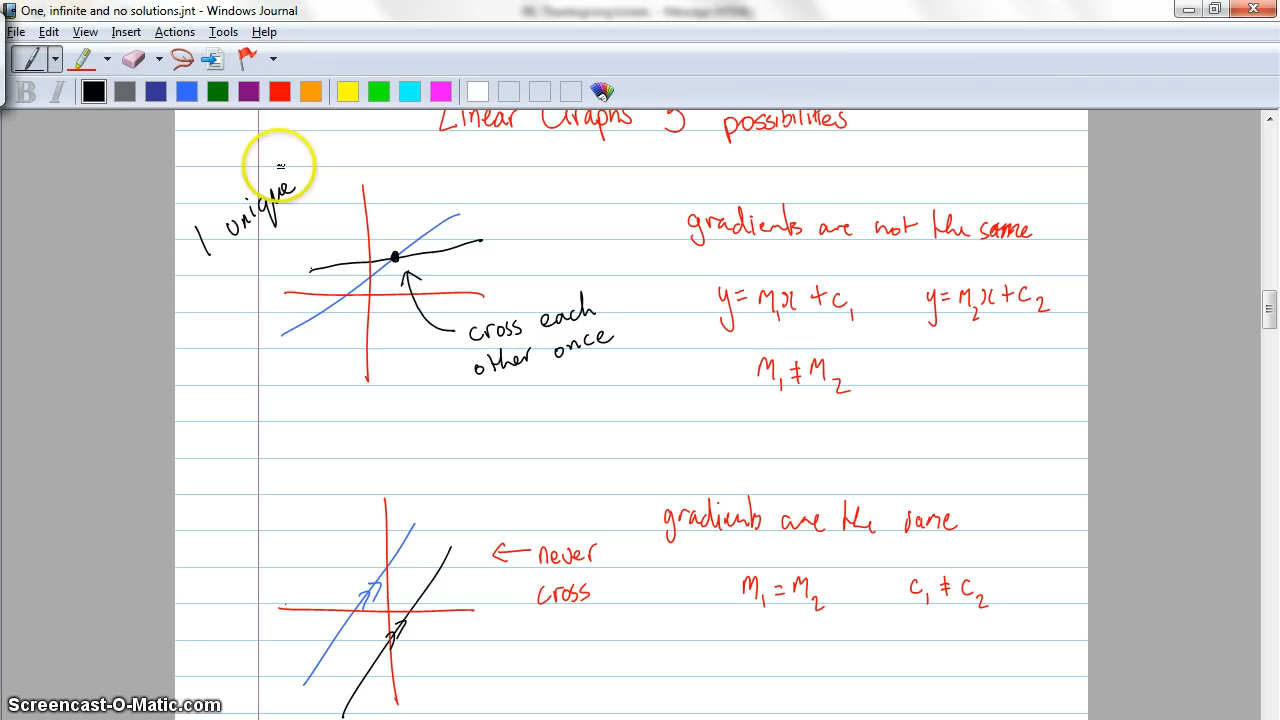 One, infinite and no solutions.jnt - Windows Journal
File Edit View Insert Actions Tools Help
B I
Linear Graphs 3 possibilities
1 unique
gradients are not the same
y = M₁x + C₁ y = M₂x + C₂
cross each
other once
M₁ ≠ M₂
gradients are the same
← never
cross
M₁ = M₂ C₁ ≠ C₂
Screencast-O-Matic.com